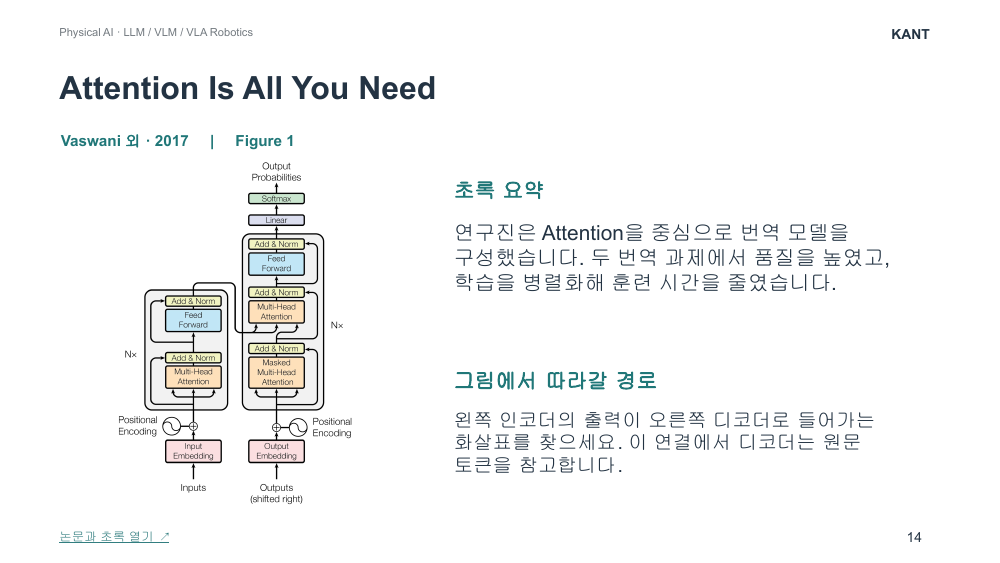 Physical AI · LLM / VLM / VLA Robotics
KANT
Attention Is All You Need
Vaswani 외 · 2017 | Figure 1
Output
Probabilities
Softmax
Linear
Add & Norm
Feed
Forward
Add & Norm
Multi-Head
Attention
Add & Norm
Masked
Multi-Head
Attention
N×
Add & Norm
Feed
Forward
N×
Add & Norm
Multi-Head
Attention
Positional
Encoding
Positional
Encoding
Input
Embedding
Output
Embedding
Inputs
Outputs
(shifted right)
초록 요약
연구진은 Attention을 중심으로 번역 모델을
구성했습니다. 두 번역 과제에서 품질을 높였고,
학습을 병렬화해 훈련 시간을 줄였습니다.
그림에서 따라갈 경로
왼쪽 인코더의 출력이 오른쪽 디코더로 들어가는
화살표를 찾으세요. 이 연결에서 디코더는 원문
토큰을 참고합니다.
논문과 초록 열기 ↗
14